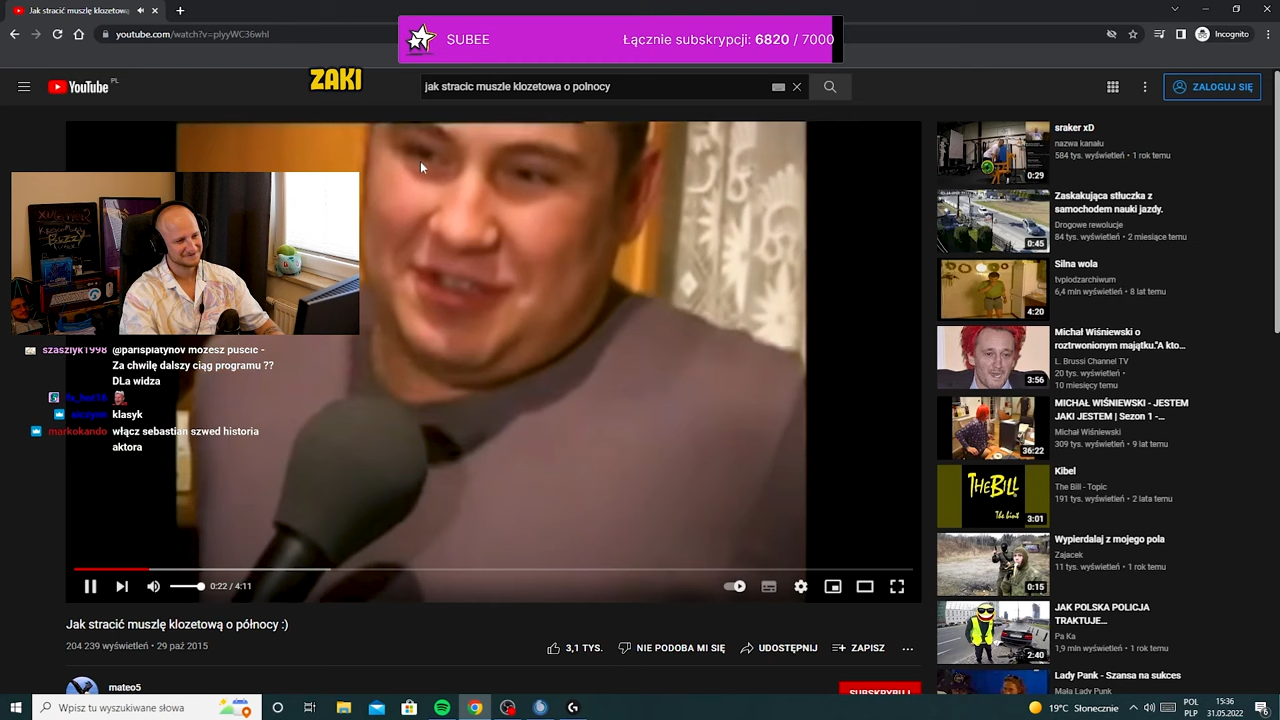 Jak stracić muszlę klozetową o
youtube.com/watch?v=plyyWC36whI
SUBEE
Łącznie subskrypcji: 6820 / 7000
Incognito
ZAKI
YouTube PL
jak stracic muszle klozetowa o polnocy
ZALOGUJ SIĘ
szaszlyk1998 @parispiatynov mozesz puscic -
Za chwilę dalszy ciąg programu ??
DLa widza
klasyk
markokando włącz sebastian szwed historia
aktora
0:22 / 4:11
Jak stracić muszlę klozetową o północy ;)
204 239 wyświetleń • 29 paź 2015
3,1 TYS.
NIE PODOBA MI SIĘ
UDOSTĘPNIJ
ZAPISZ
mateo5
SUBSKRYBUJ
sraker xD
nazwa kanału
584 tys. wyświetleń • 1 rok temu
0:29
Zaskakująca stłuczka z
samochodem nauki jazdy.
Drogowe rewolucje
84 tys. wyświetleń • 2 miesiące temu
0:45
Silna wola
tvplodzarchiwum
6,4 mln wyświetleń • 8 lat temu
4:20
Michał Wiśniewski o
roztrwonionym majątku."A kto...
L. Brussi Channel TV
20 tys. wyświetleń •
10 miesięcy temu
3:56
MICHAŁ WIŚNIEWSKI - JESTEM
JAKI JESTEM | Sezon 1 -...
Michał Wiśniewski
309 tys. wyświetleń • 9 lat temu
36:22
Kibel
The Bill - Topic
191 tys. wyświetleń • 2 lata temu
THE BILL
The biut
3:01
Wypierdalaj z mojego pola
Zajacek
11 tys. wyświetleń • 1 rok temu
0:15
JAK POLSKA POLICJA
TRAKTUJE...
Pa Ka
1,9 mln wyświetleń • 1 rok temu
2:40
Lady Pank - Szansa na sukces
Mała Lady Punk
Wpisz tu wyszukiwane słowa
19°C Słonecznie
POL
PLP
15:36
31.05.2022
6